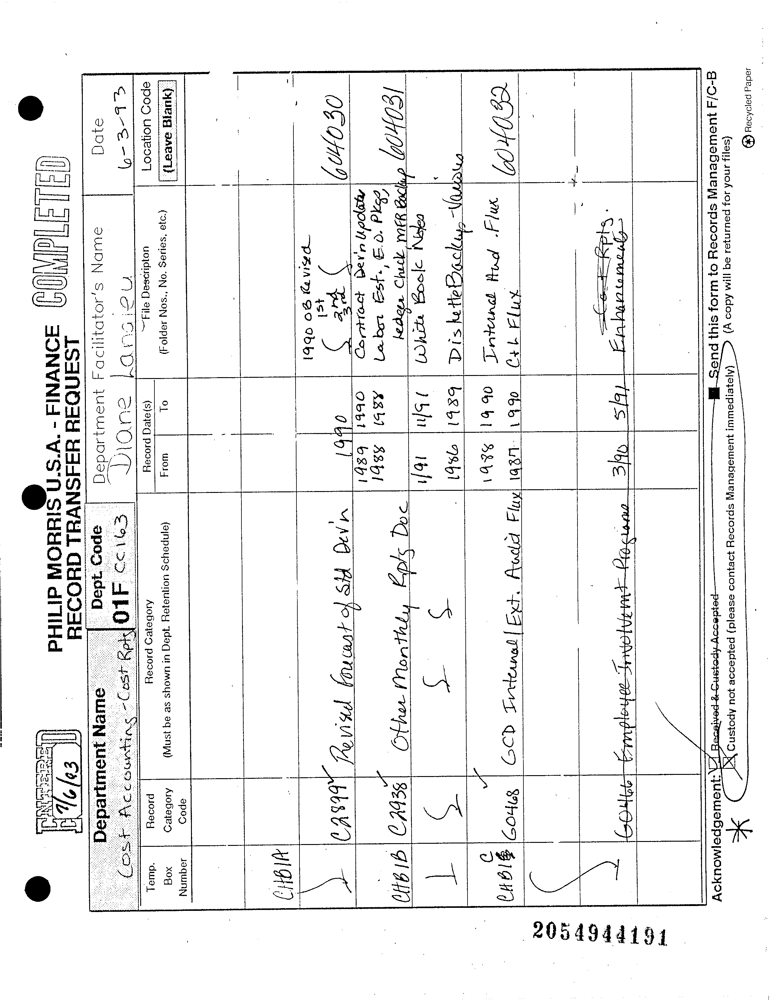 PHILIP MORRIS U.S.A. - FINANCE
RECORD TRANSFER REQUEST
COMPLETED
ENTERED
7/6/93
Department Name
Cost Accounting - Cost Rpts
Dept. Code
01F CC163
Department Facilitator's Name
Diane
Date
6-3-93
Temp. Box Number
Record Category Code
Record Category
(Must be as shown in Dept. Retention Schedule)
Record Date(s)
From
To
File Descripton
(Folder Nos., No. Series, etc.)
Location Code
(Leave Blank)
CHB1A
C2899 ✓ Revised Forecast of Std Dev'n 1990 1990 OB Revised 1st 2nd 3rd 604030
CHB1B C2938 ✓ Other Monthly Rpts Doc 1989 1990 Contract Dev'n Updates
1988 1988 Labor Est., E.O. Pkgs, Ledger Check, MFR Backup 604031
1/91 11/91 White Book Notes
1986 1989 Diskette Backup - Various
CHB1C G0468 ✓ GCD Internal/Ext. Audit Flux 1988 1990 Internal Aud. Flux 604032
1987 1990 Ctl Flux
G0466 Employee Involvemt Programs 3/90 5/91 Cost Rpts. Enhancements
Acknowledgement: Received & Custody Accepted
☒ Custody not accepted (please contact Records Management immediately)
■ Send this form to Records Management F/C-B
(A copy will be returned for your files)
Recycled Paper
2054944191